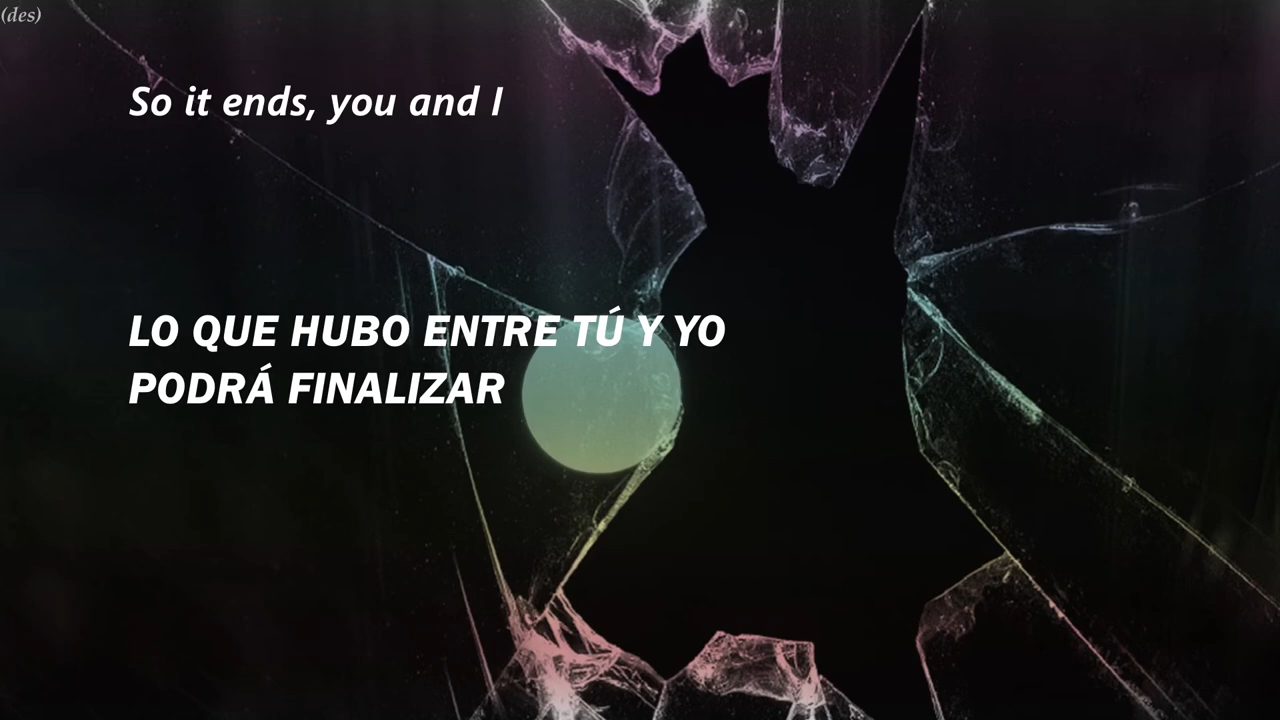 (des)
So it ends, you and I
LO QUE HUBO ENTRE TÚ Y YO
PODRÁ FINALIZAR